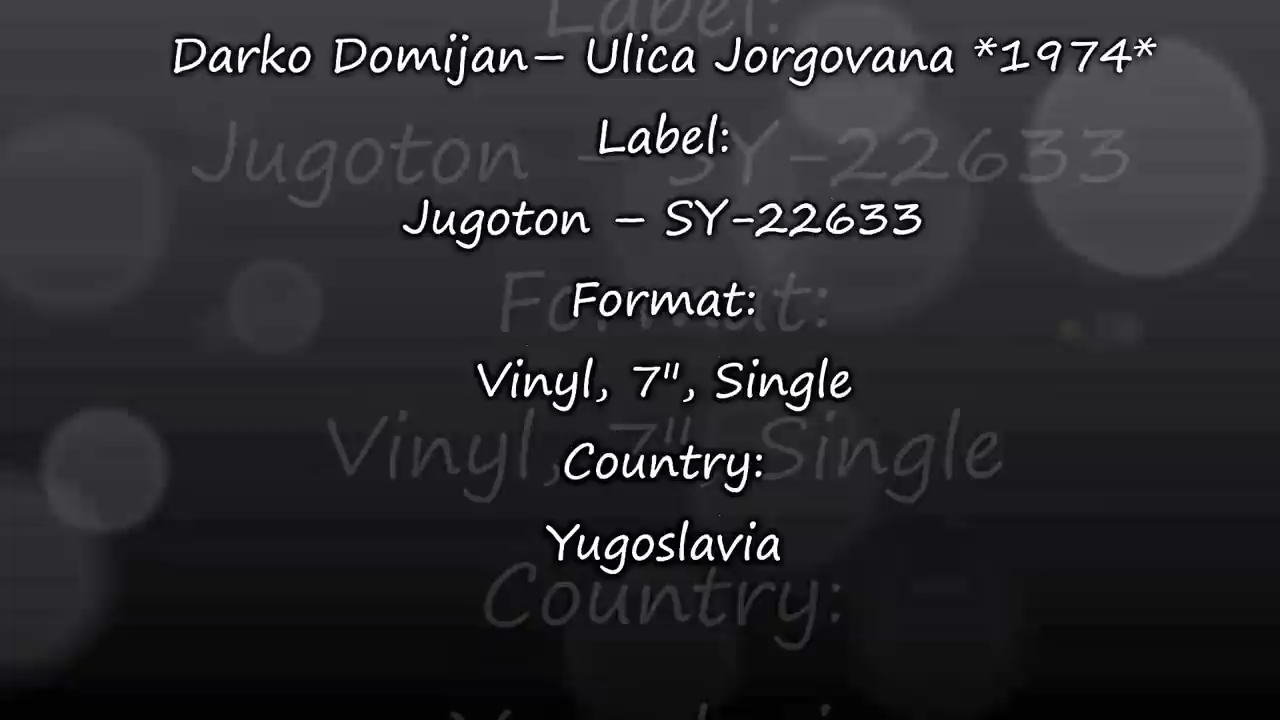 Darko Domijan– Ulica Jorgovana *1974*
Label:
Jugoton – SY-22633
Format:
Vinyl, 7", Single
Country:
Yugoslavia